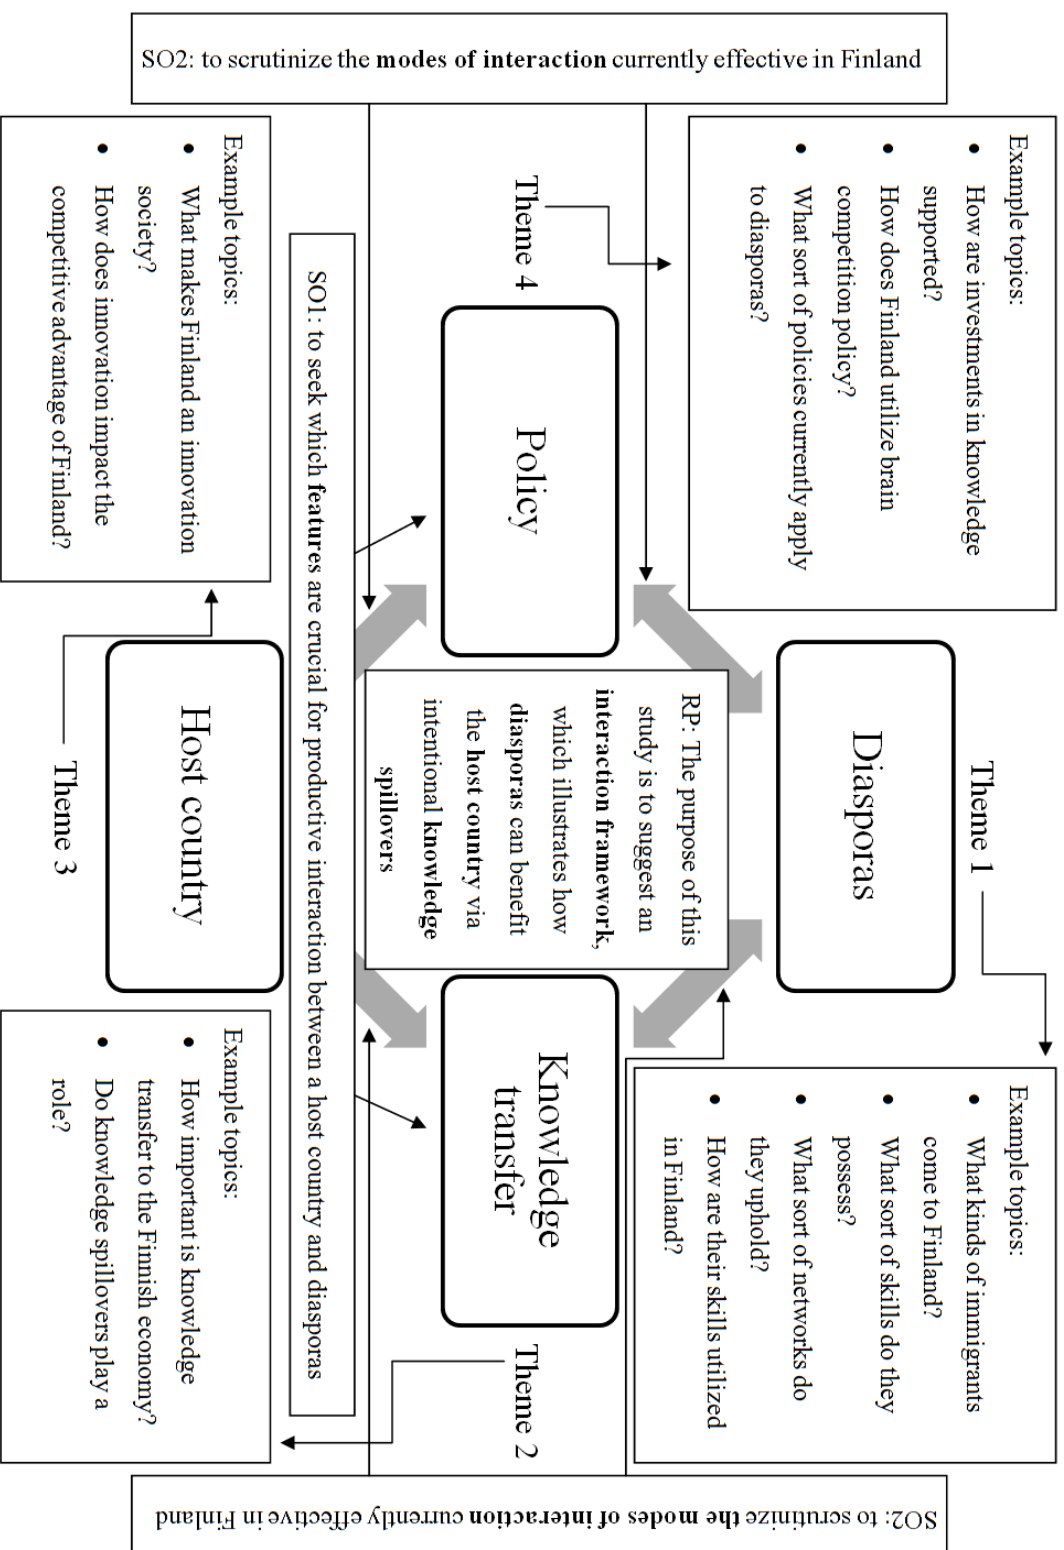 SO2: to scrutinize the modes of interaction currently effective in Finland
Example topics:
• How are investments in knowledge
supported?
• How does Finland utilize brain
competition policy?
• What sort of policies currently apply
to diasporas?
Theme 4
Policy
Example topics:
• What makes Finland an innovation
society?
• How does innovation impact the
competitive advantage of Finland?
Theme 1
Diasporas
RP: The purpose of this
study is to suggest an
interaction framework,
which illustrates how
diasporas can benefit
the host country via
intentional knowledge
spillovers
SO1: to seek which features are crucial for productive interaction between a host country and diasporas
Host country
Theme 3
Example topics:
• What kinds of immigrants
come to Finland?
• What sort of skills do they
possess?
• What sort of networks do
they uphold?
• How are their skills utilized
in Finland?
Knowledge
transfer
Theme 2
Example topics:
• How important is knowledge
transfer to the Finnish economy?
• Do knowledge spillovers play a
role?
SO2: to scrutinize the modes of interaction currently effective in Finland